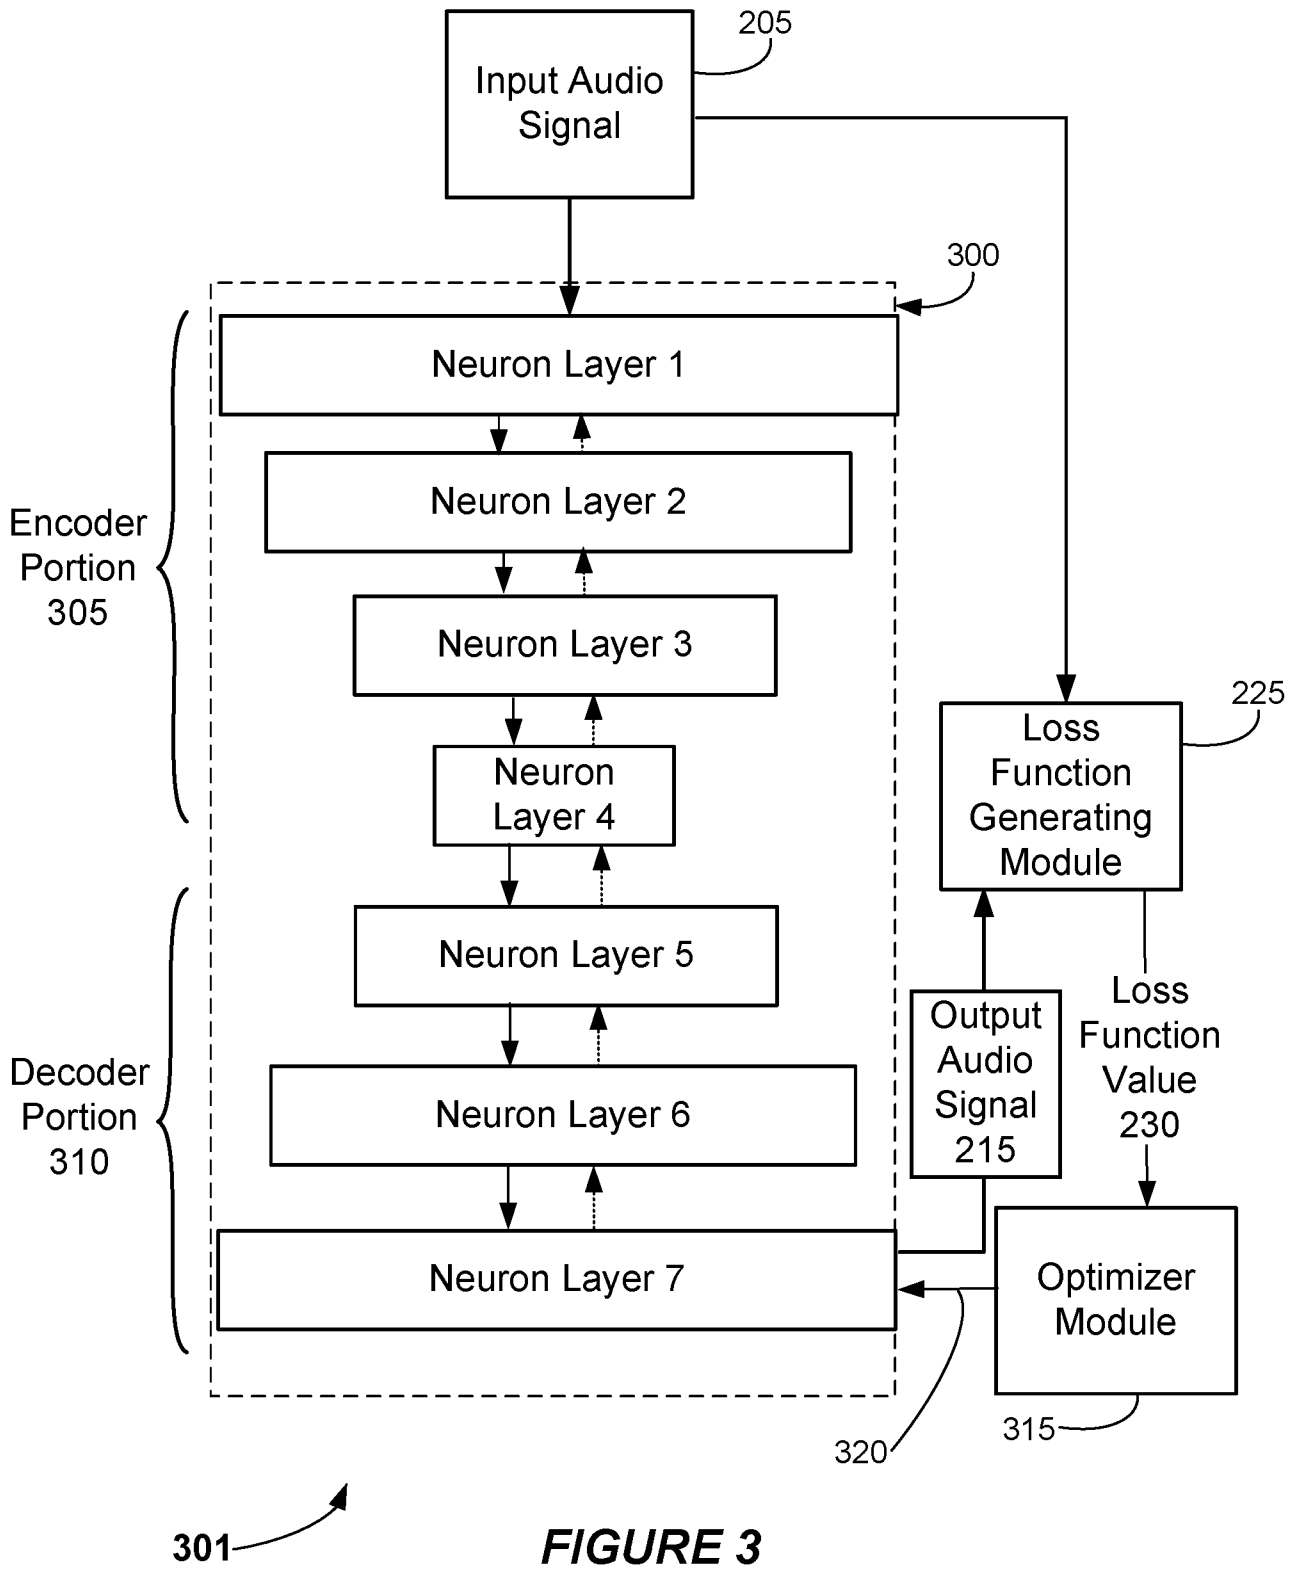 205
Input Audio
Signal
300
Neuron Layer 1
Neuron Layer 2
Encoder
Portion
305
Neuron Layer 3
225
Loss
Function
Generating
Module
Neuron
Layer 4
Neuron Layer 5
Output
Audio
Signal
215
Loss
Function
Value
230
Decoder
Portion
310
Neuron Layer 6
Neuron Layer 7
Optimizer
Module
315
320
301
FIGURE 3